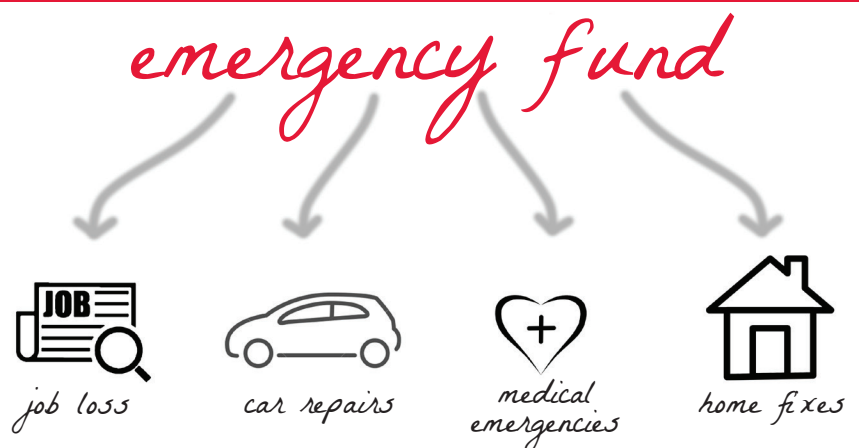 emergency fund
JOB
job loss
car repairs
medical
emergencies
home fixes